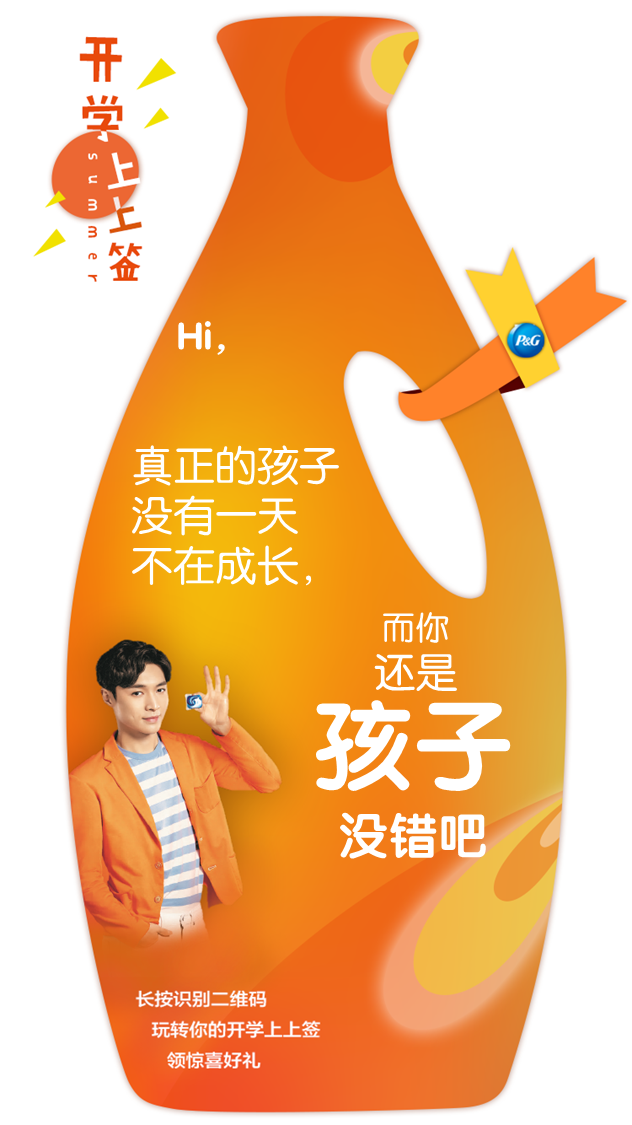 开学上上签
summer
P&G
Hi，
真正的孩子
没有一天
不在成长，
而你
还是
孩子
没错吧
长按识别二维码
玩转你的开学上上签
领惊喜好礼